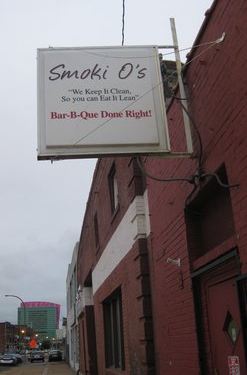 Smoki O's
"We Keep It Clean,
So you can Eat It Lean"
Bar-B-Que Done Right!